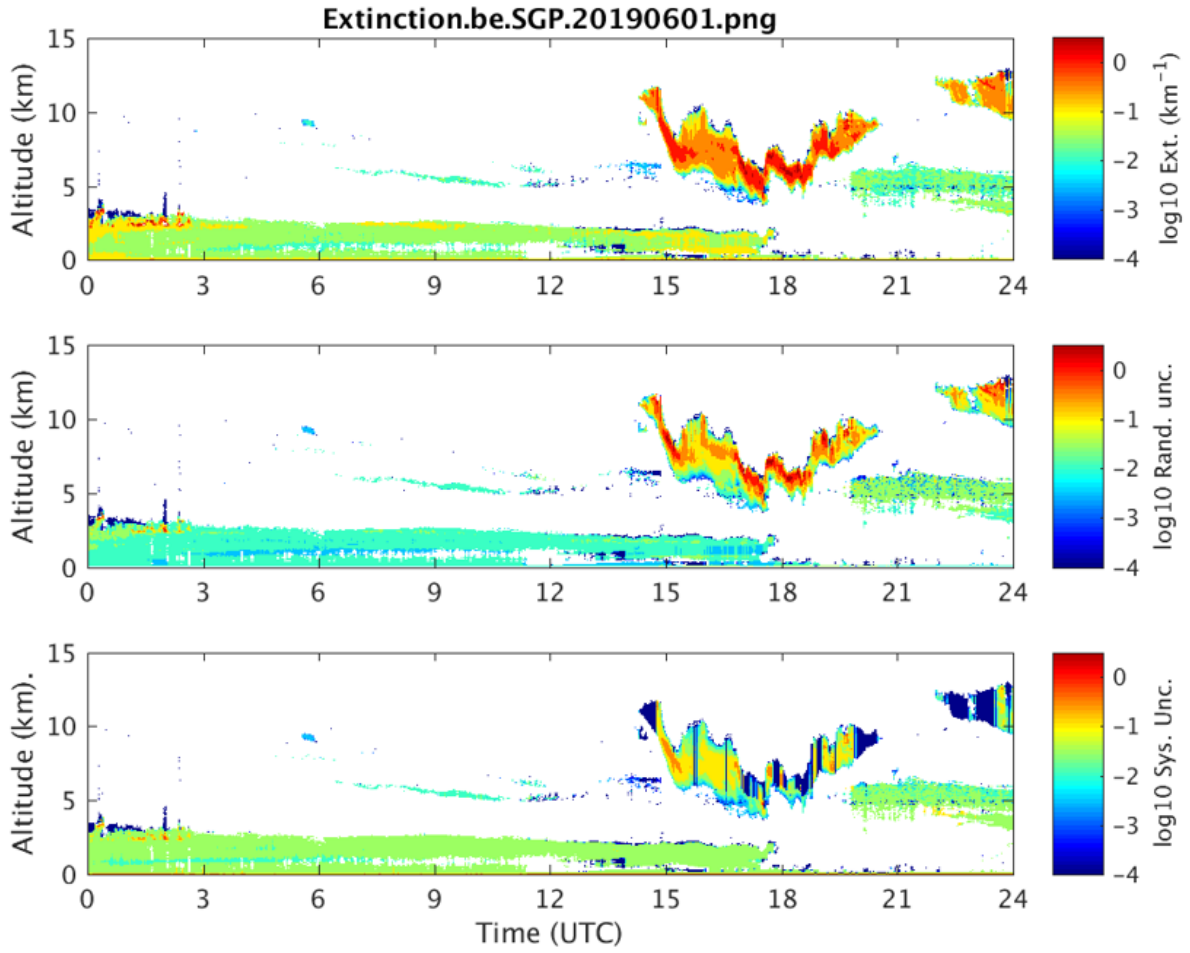 Extinction.be.SGP.20190601.png
15
10
5
0
Altitude (km)
0 3 6 9 12 15 18 21 24
0
−1
−2
−3
−4
log10 Ext. (km⁻¹)
15
10
5
0
Altitude (km)
0 3 6 9 12 15 18 21 24
0
−1
−2
−3
−4
log10 Rand. unc.
15
10
5
0
Altitude (km).
0 3 6 9 12 15 18 21 24
Time (UTC)
0
−1
−2
−3
−4
log10 Sys. Unc.